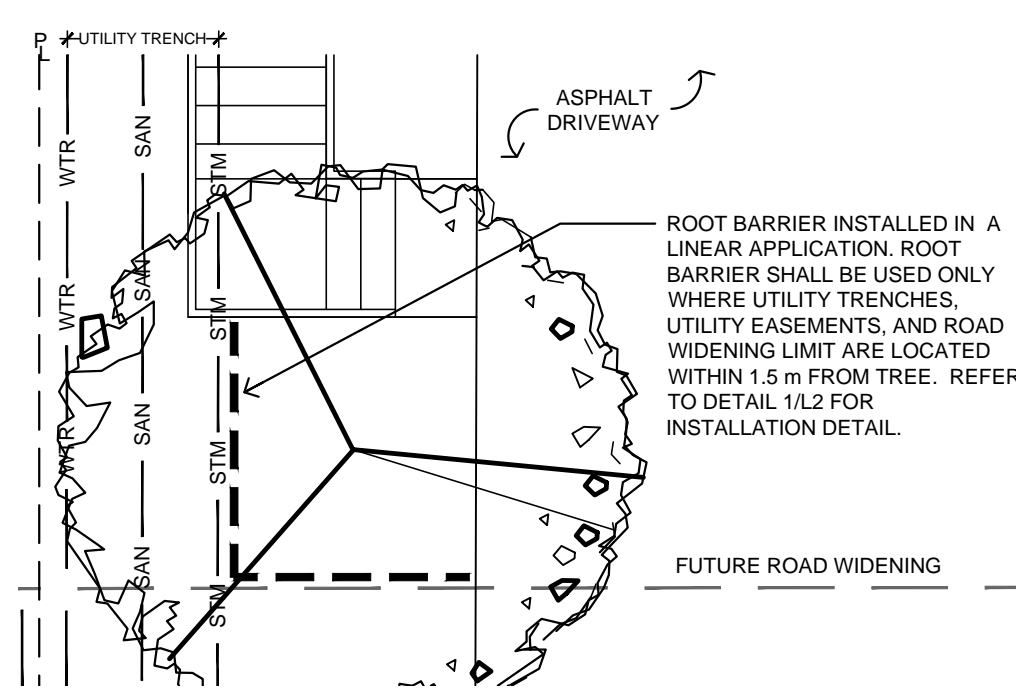 PL
UTILITY TRENCH
ASPHALT
DRIVEWAY
WTR
SAN
STM
WTR
SAN
STM
WTR
SAN
STM
SAN
STM
ROOT BARRIER INSTALLED IN A
LINEAR APPLICATION. ROOT
BARRIER SHALL BE USED ONLY
WHERE UTILITY TRENCHES,
UTILITY EASEMENTS, AND ROAD
WIDENING LIMIT ARE LOCATED
WITHIN 1.5 m FROM TREE. REFER
TO DETAIL 1/L2 FOR
INSTALLATION DETAIL.
FUTURE ROAD WIDENING